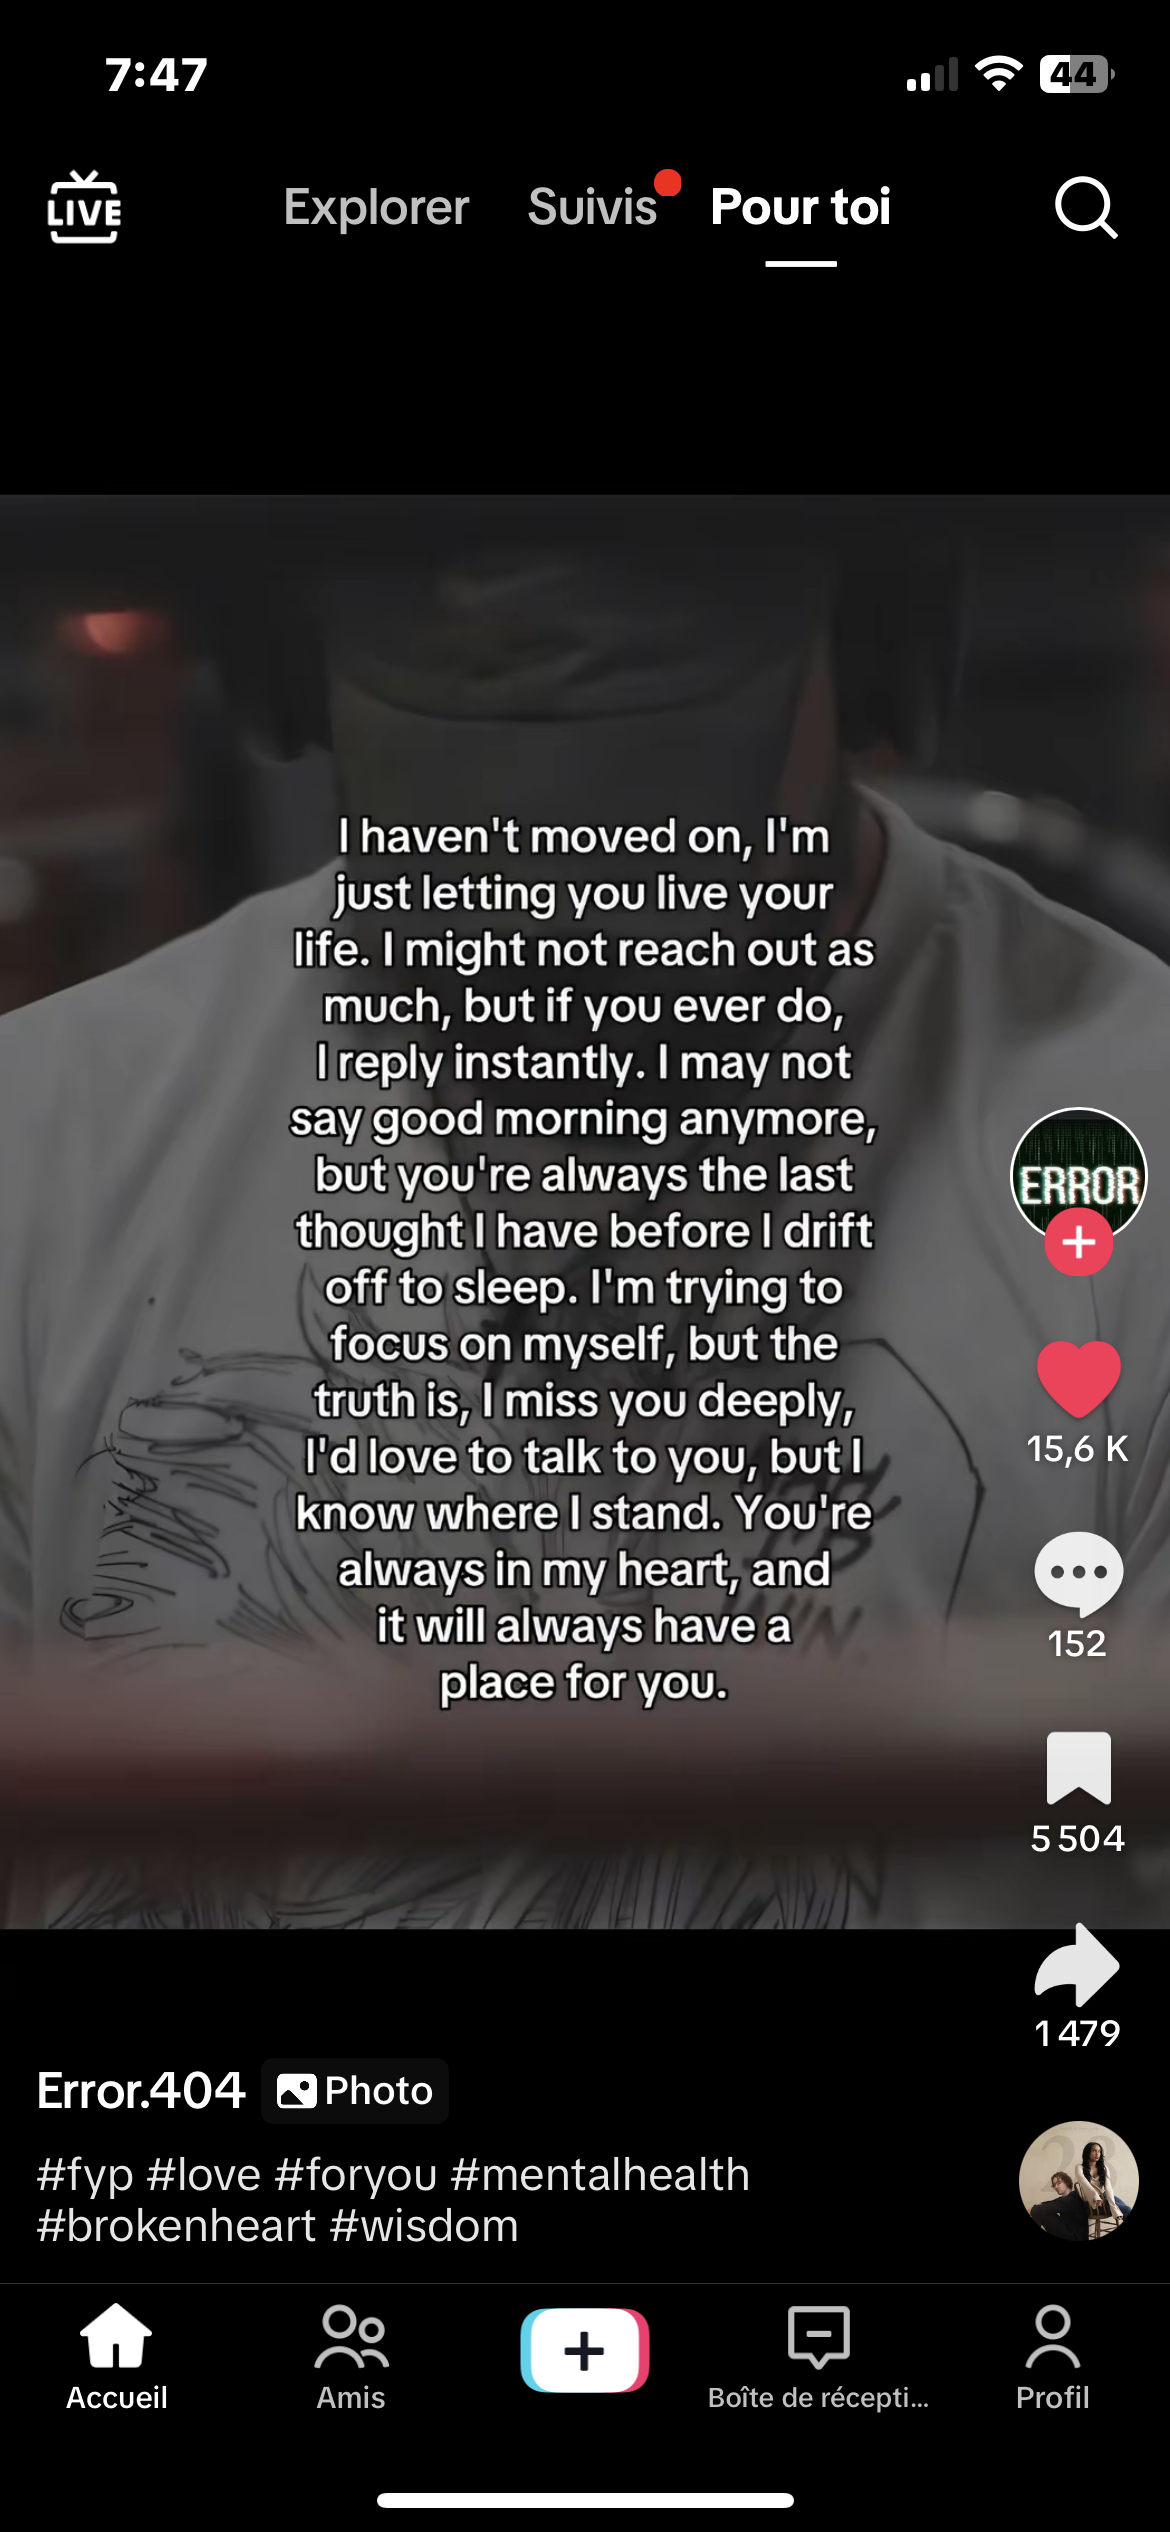 7:47
44
LIVE
Explorer
Suivis
Pour toi
I haven't moved on, I'm
just letting you live your
life. I might not reach out as
much, but if you ever do,
I reply instantly. I may not
say good morning anymore,
but you're always the last
thought I have before I drift
off to sleep. I'm trying to
focus on myself, but the
truth is, I miss you deeply,
I'd love to talk to you, but I
know where I stand. You're
always in my heart, and
it will always have a
place for you.
ERROR
15,6 K
152
5 504
1 479
Error.404
Photo
#fyp #love #foryou #mentalhealth
#brokenheart #wisdom
Accueil
Amis
Boîte de récepti...
Profil